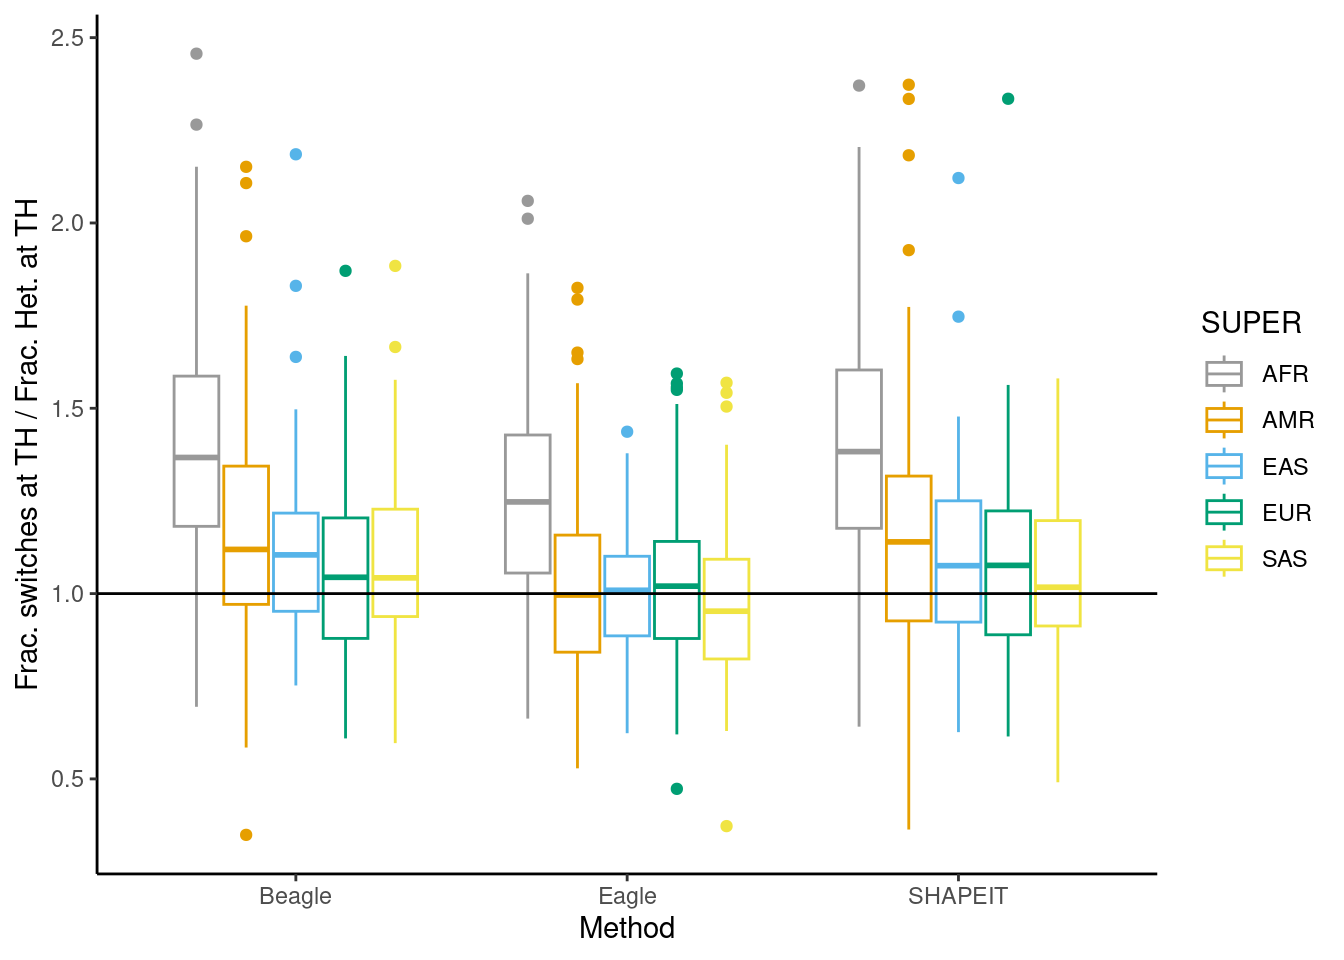 Frac. switches at TH / Frac. Het. at TH
2.5
2.0
1.5
1.0
0.5
Beagle
Eagle
SHAPEIT
Method
SUPER
AFR
AMR
EAS
EUR
SAS